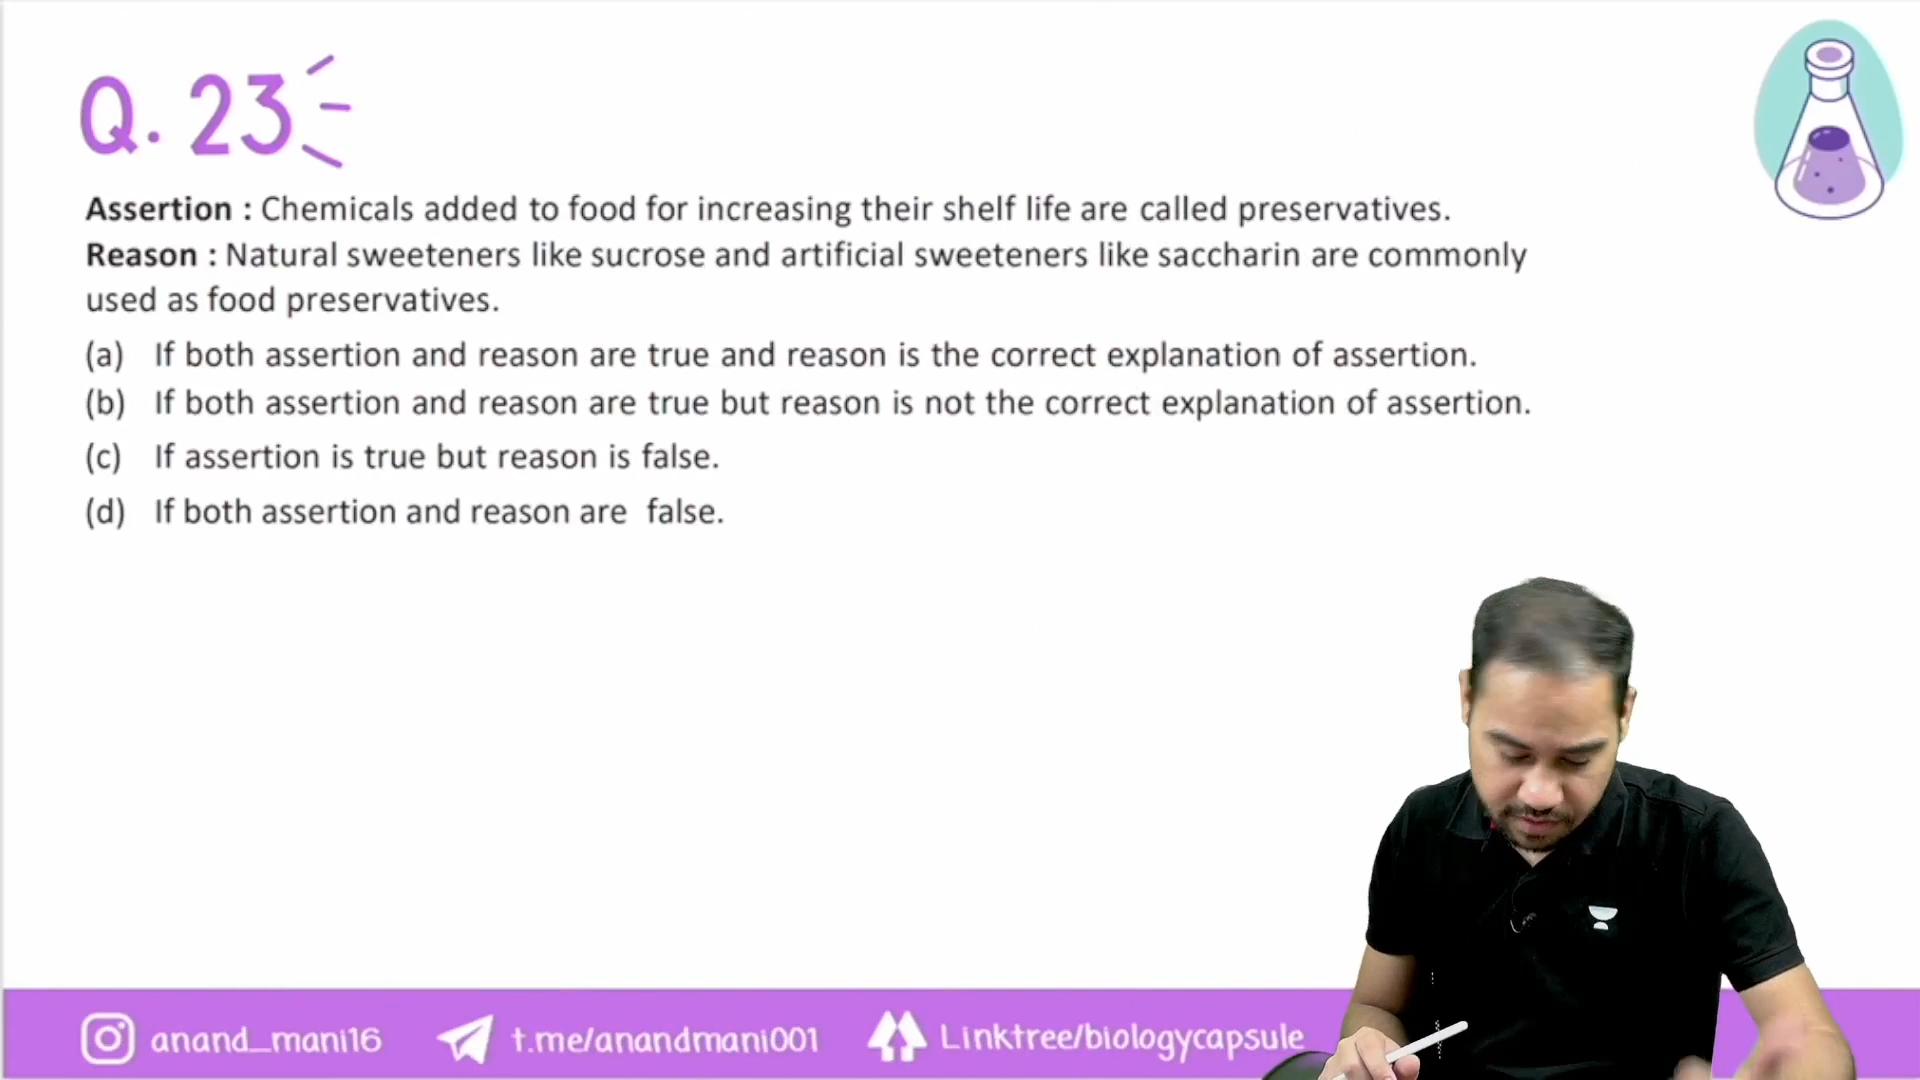 Q. 23
Assertion : Chemicals added to food for increasing their shelf life are called preservatives.
Reason : Natural sweeteners like sucrose and artificial sweeteners like saccharin are commonly
used as food preservatives.
(a) If both assertion and reason are true and reason is the correct explanation of assertion.
(b) If both assertion and reason are true but reason is not the correct explanation of assertion.
(c) If assertion is true but reason is false.
(d) If both assertion and reason are false.
anand_mani16 t.me/anandmani001 Linktree/biologycapsule